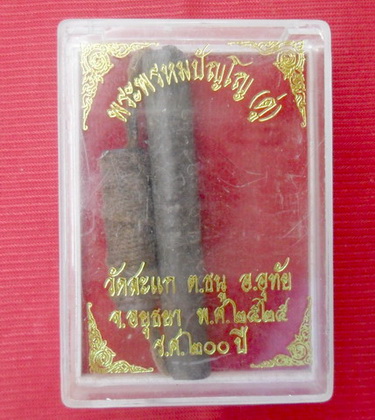 พระพรหมปัญโญ (ดู่)
วัดสะแก ต.ธนู อ.อุทัย
จ.อยุธยา พ.ศ.๒๕๒๕
ร.ศ.๒๐๐ ปี